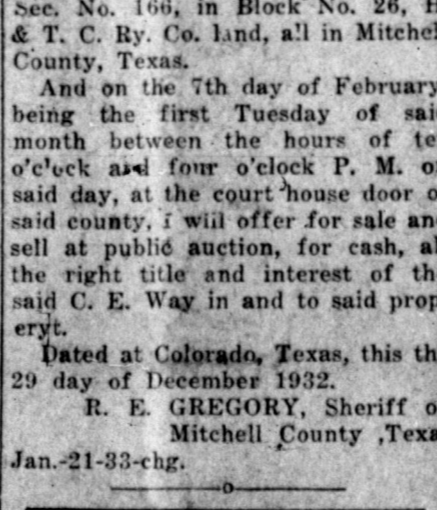 Sec. No. 166, in Block No. 26, H
& T. C. Ry. Co. land, all in Mitchel
County, Texas.
And on the 7th day of February
being the first Tuesday of sai
month between the hours of te
o'clock and four o'clock P. M. o
said day, at the court house door o
said county, I will offer for sale an
sell at public auction, for cash, al
the right title and interest of th
said C. E. Way in and to said prop
eryt.
Dated at Colorado, Texas, this th
29 day of December 1932.
R. E. GREGORY, Sheriff o
Mitchell County ,Texa
Jan.-21-33-chg.